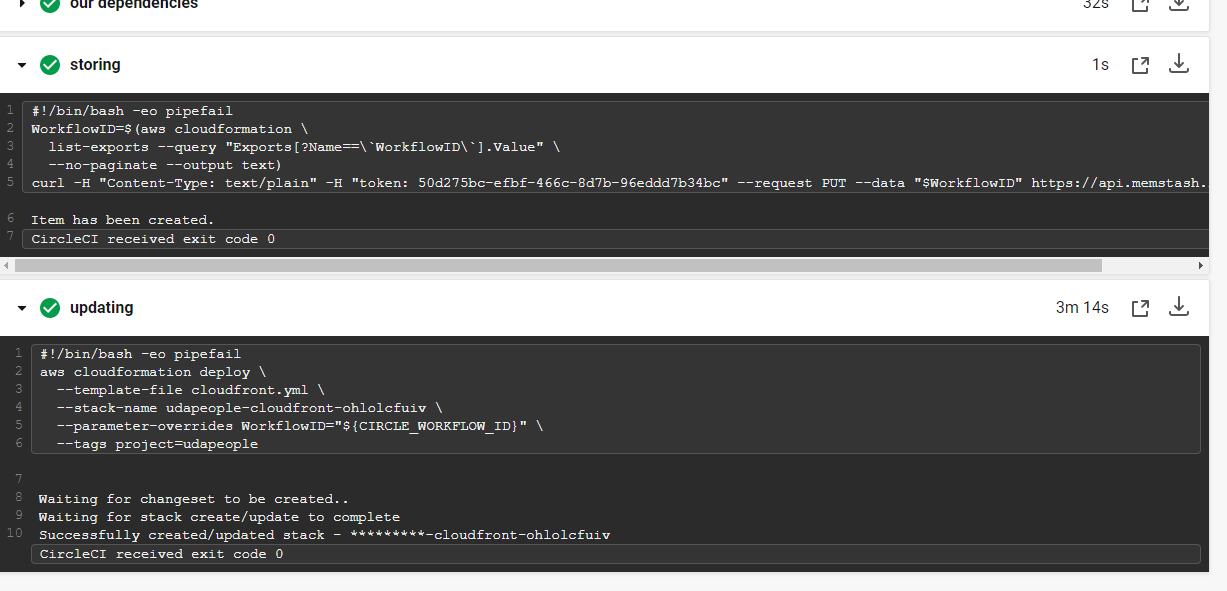 our dependencies 32s
storing 1s
1 #!/bin/bash -eo pipefail
2 WorkflowID=$(aws cloudformation \
3 list-exports --query "Exports[?Name==\`WorkflowID\`].Value" \
4 --no-paginate --output text)
5 curl -H "Content-Type: text/plain" -H "token: 50d275bc-efbf-466c-8d7b-96eddd7b34bc" --request PUT --data "$WorkflowID" https://api.memstash.
6 Item has been created.
7 CircleCI received exit code 0
updating 3m 14s
1 #!/bin/bash -eo pipefail
2 aws cloudformation deploy \
3 --template-file cloudfront.yml \
4 --stack-name udapeople-cloudfront-ohlolcfuiv \
5 --parameter-overrides WorkflowID="${CIRCLE_WORKFLOW_ID}" \
6 --tags project=udapeople
7
8 Waiting for changeset to be created..
9 Waiting for stack create/update to complete
10 Successfully created/updated stack - *********-cloudfront-ohlolcfuiv
CircleCI received exit code 0